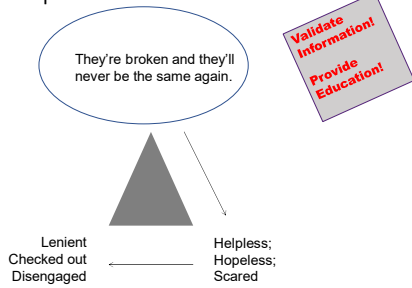 They're broken and they'll
never be the same again.
Validate
Information!
Provide
Education!
Lenient
Checked out
Disengaged
Helpless;
Hopeless;
Scared